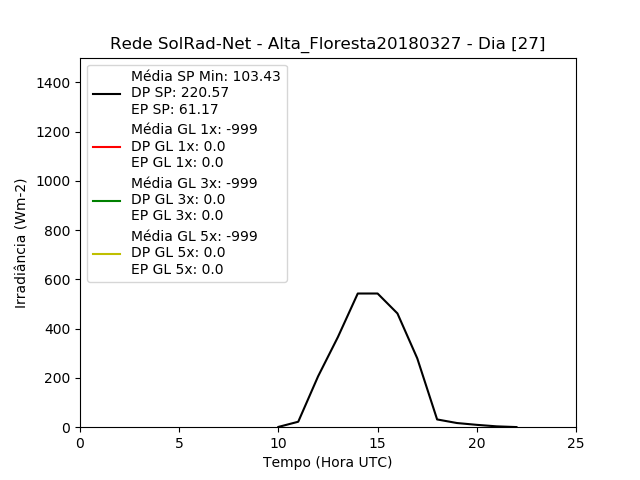 Rede SolRad-Net - Alta_Floresta20180327 - Dia [27]
Média SP Min: 103.43
DP SP: 220.57
EP SP: 61.17
Média GL 1x: -999
DP GL 1x: 0.0
EP GL 1x: 0.0
Média GL 3x: -999
DP GL 3x: 0.0
EP GL 3x: 0.0
Média GL 5x: -999
DP GL 5x: 0.0
EP GL 5x: 0.0
Irradiância (Wm-2)
1400
1200
1000
800
600
400
200
0
0 5 10 15 20 25
Tempo (Hora UTC)